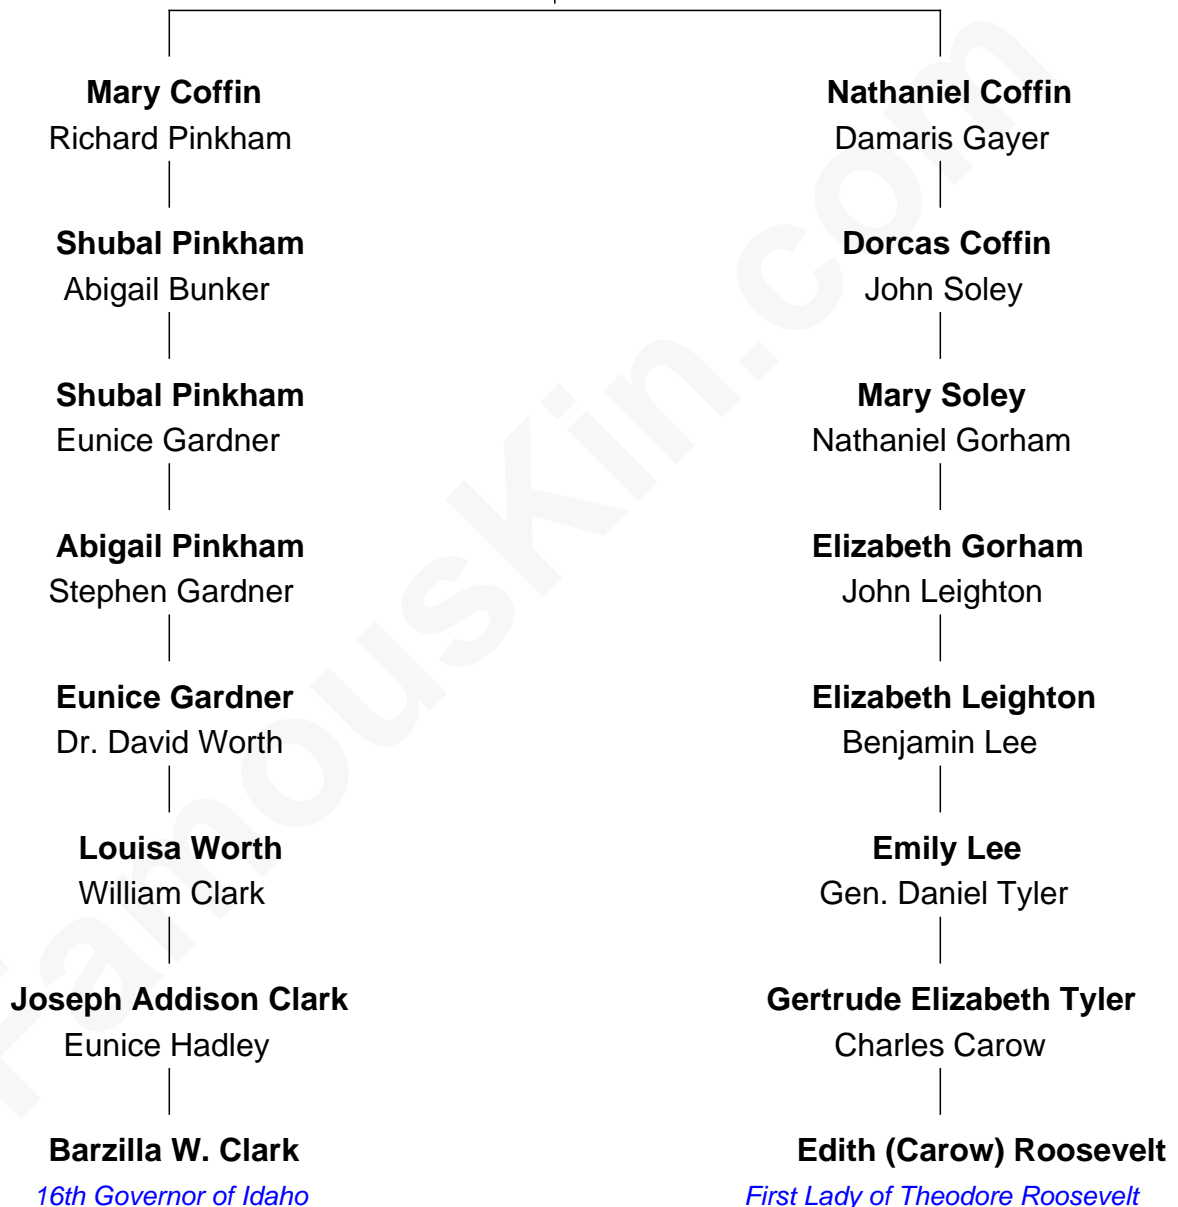 Mary Coffin
Richard Pinkham
Shubal Pinkham
Abigail Bunker
Shubal Pinkham
Eunice Gardner
Abigail Pinkham
Stephen Gardner
Eunice Gardner
Dr. David Worth
Louisa Worth
William Clark
Joseph Addison Clark
Eunice Hadley
Barzilla W. Clark
16th Governor of Idaho
Nathaniel Coffin
Damaris Gayer
Dorcas Coffin
John Soley
Mary Soley
Nathaniel Gorham
Elizabeth Gorham
John Leighton
Elizabeth Leighton
Benjamin Lee
Emily Lee
Gen. Daniel Tyler
Gertrude Elizabeth Tyler
Charles Carow
Edith (Carow) Roosevelt
First Lady of Theodore Roosevelt
FamousKin.com